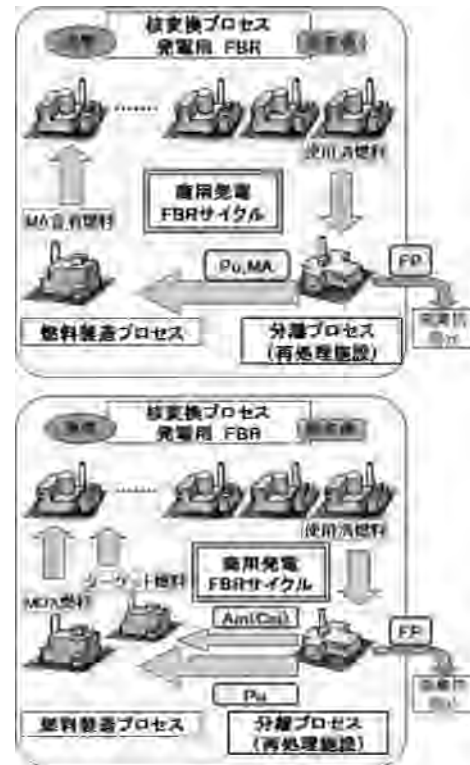 核変換プロセス
発電用 FBR
使用済燃料
商用発電
FBRサイクル
MA含有燃料
Pu,MA
FP
燃料製造プロセス
分離プロセス
(再処理施設)
核変換プロセス
発電用 FBR
使用済燃料
商用発電
FBRサイクル
ターゲット燃料
MOX燃料
Am(Cm)
FP
Pu
燃料製造プロセス
分離プロセス
(再処理施設)